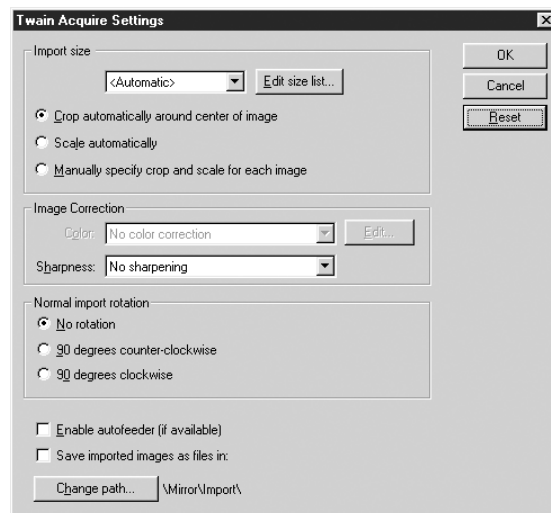 Twain Acquire Settings
Import size
<Automatic>
Edit size list...
Crop automatically around center of image
Scale automatically
Manually specify crop and scale for each image
Image Correction
Color: No color correction
Edit...
Sharpness: No sharpening
Normal import rotation
No rotation
90 degrees counter-clockwise
90 degrees clockwise
Enable autofeeder (if available)
Save imported images as files in:
Change path... \Mirror\Import\
OK
Cancel
Reset